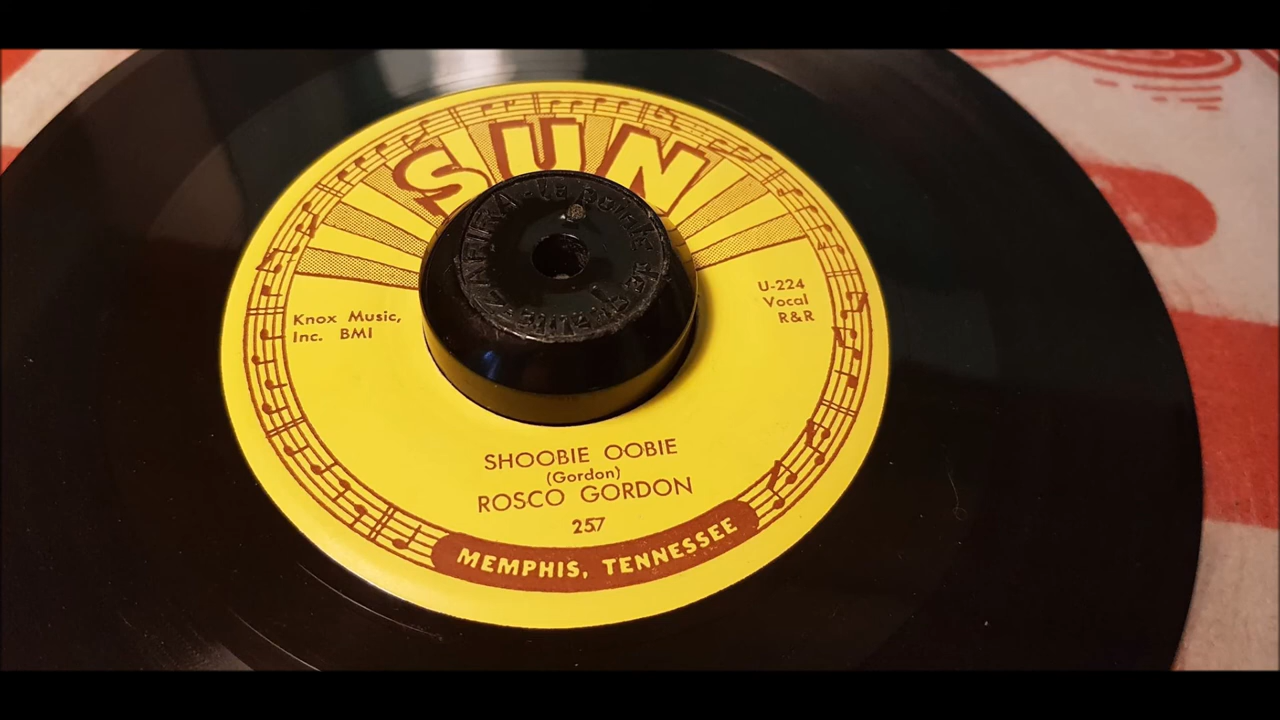 SUN
Knox Music,
Inc. BMI
U-224
Vocal
R&R
SHOOBIE OOBIE
(Gordon)
ROSCO GORDON
257
MEMPHIS, TENNESSEE